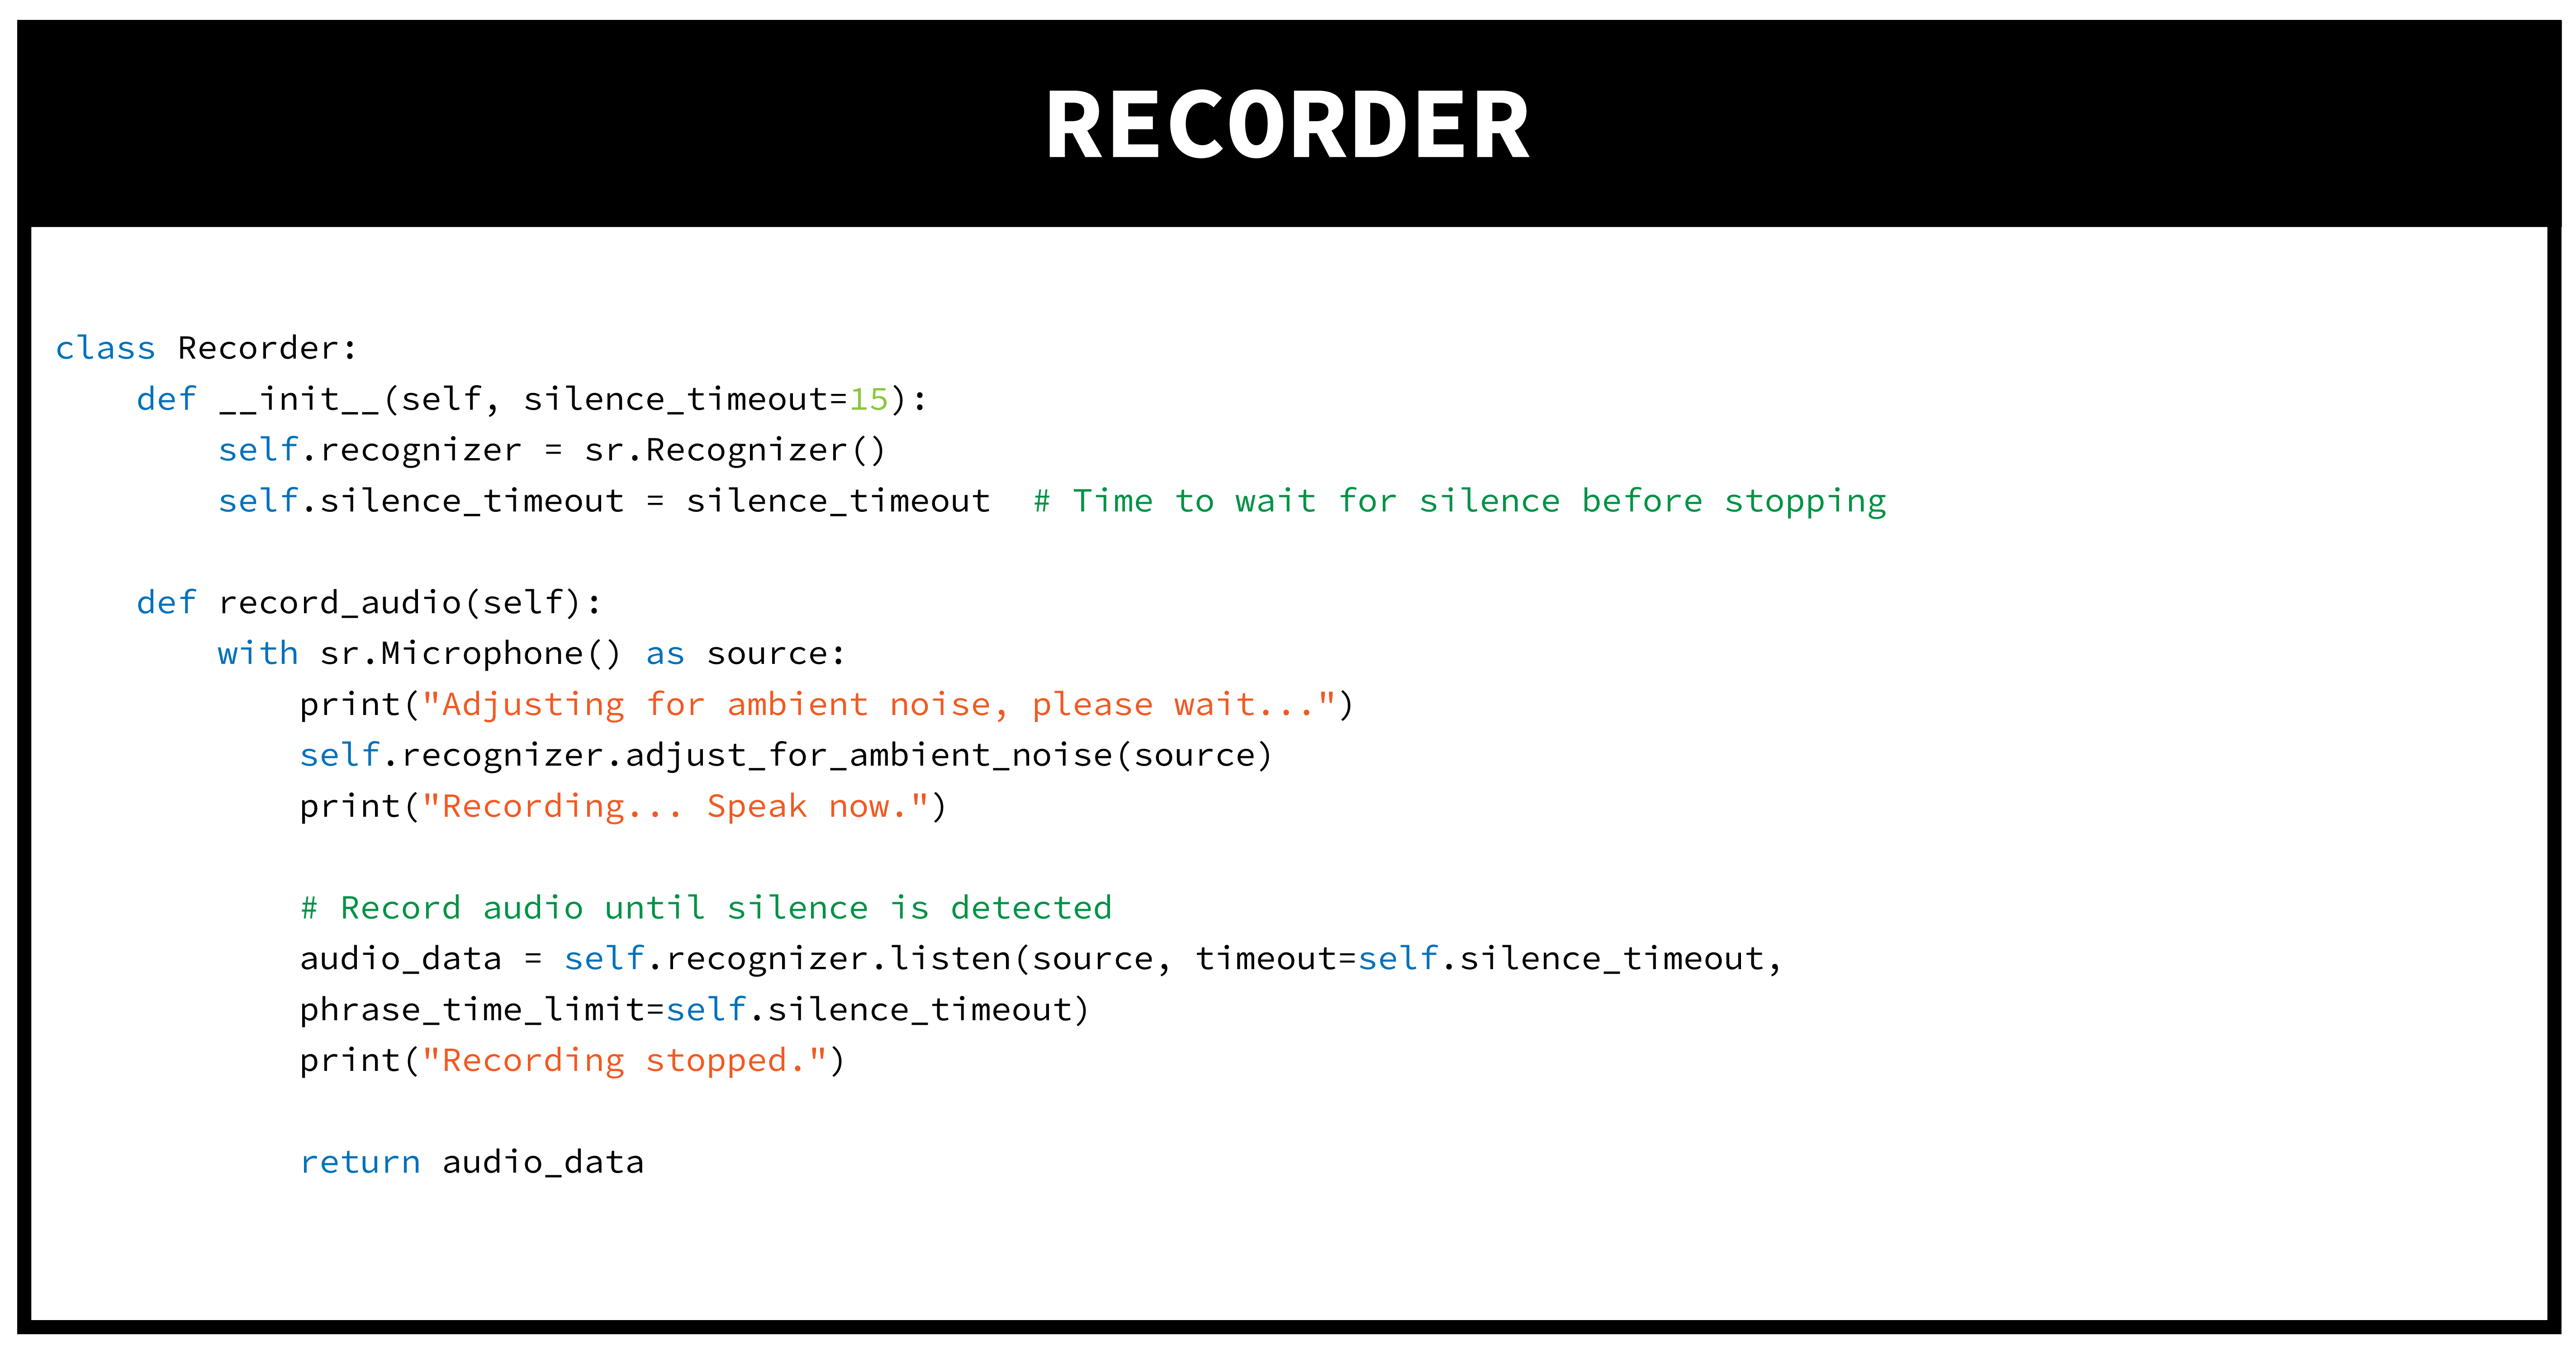 RECORDER
class Recorder:
    def __init__(self, silence_timeout=15):
        self.recognizer = sr.Recognizer()
        self.silence_timeout = silence_timeout  # Time to wait for silence before stopping
    def record_audio(self):
        with sr.Microphone() as source:
            print("Adjusting for ambient noise, please wait...")
            self.recognizer.adjust_for_ambient_noise(source)
            print("Recording... Speak now.")
            # Record audio until silence is detected
            audio_data = self.recognizer.listen(source, timeout=self.silence_timeout,
            phrase_time_limit=self.silence_timeout)
            print("Recording stopped.")
            return audio_data